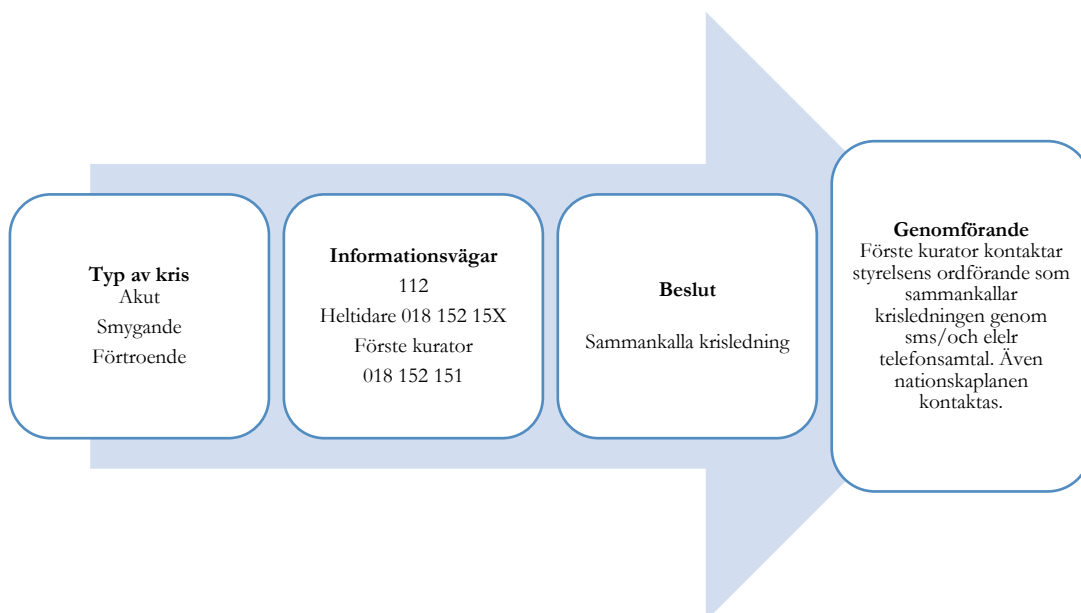 Typ av kris
Akut
Smygande
Förtroende
Informationsvägar
112
Heltidare 018 152 15X
Förste kurator
018 152 151
Beslut
Sammankalla krisledning
Genomförande
Förste kurator kontaktar
styrelsens ordförande som
sammankallar
krisledningen genom
sms/och elelr
telefonsamtal. Även
nationskaplanen
kontaktas.